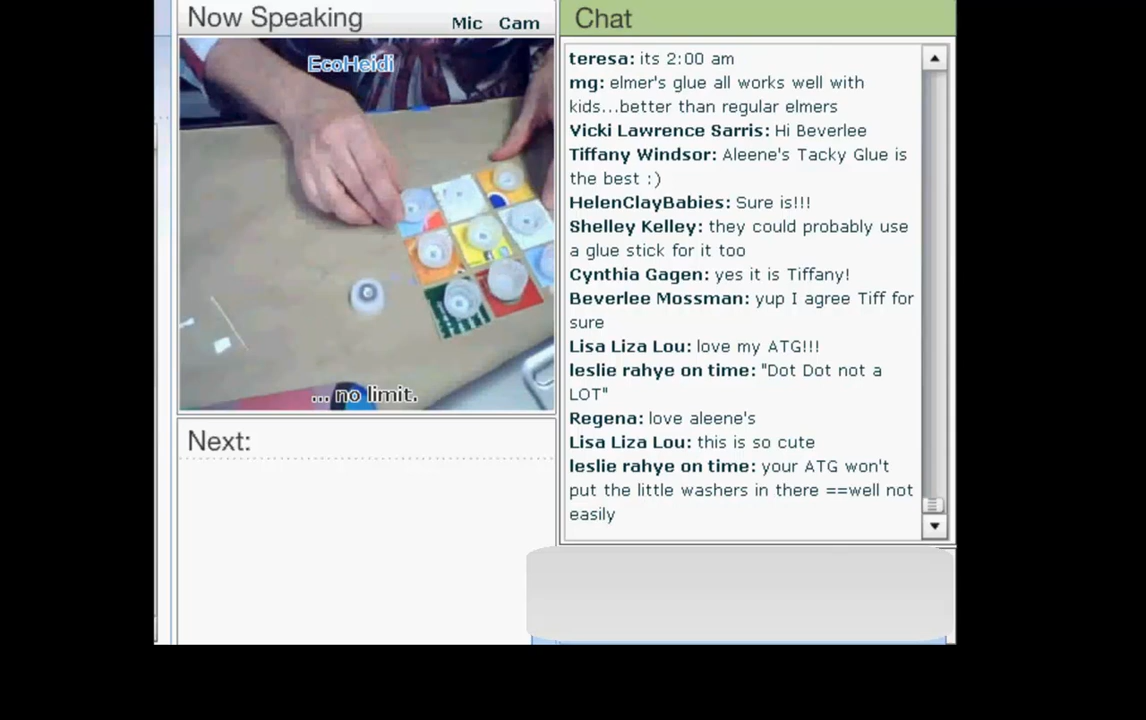 Now Speaking
Mic Cam
EcoHeidi
... no limit.
Next:
Chat
teresa: its 2:00 am
mg: elmer's glue all works well with
kids...better than regular elmers
Vicki Lawrence Sarris: Hi Beverlee
Tiffany Windsor: Aleene's Tacky Glue is
the best :)
HelenClayBabies: Sure is!!!
Shelley Kelley: they could probably use
a glue stick for it too
Cynthia Gagen: yes it is Tiffany!
Beverlee Mossman: yup I agree Tiff for
sure
Lisa Liza Lou: love my ATG!!!
leslie rahye on time: "Dot Dot not a
LOT"
Regena: love aleene's
Lisa Liza Lou: this is so cute
leslie rahye on time: your ATG won't
put the little washers in there ==well not
easily